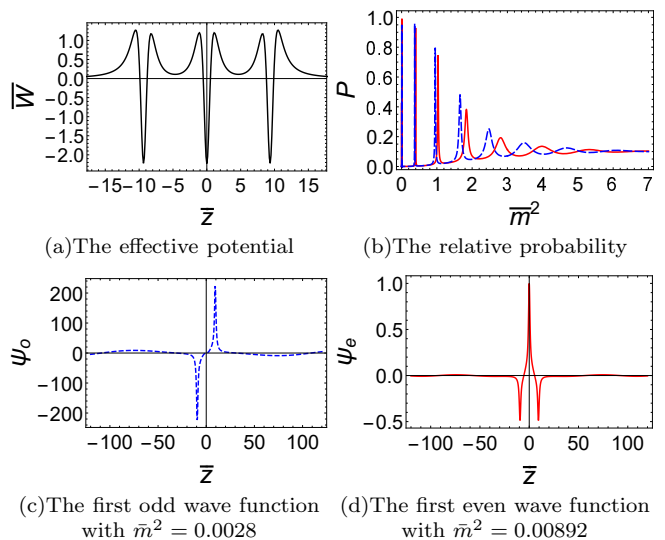 1.0
0.5
0.0
−0.5
−1.0
−1.5
−2.0
W̅
−15 −10 −5 0 5 10 15
z̅
(a)The effective potential
1.0
0.8
0.6
0.4
0.2
0.0
P
0 1 2 3 4 5 6 7
m̅²
(b)The relative probability
200
100
0
−100
−200
ψₒ
−100 −50 0 50 100
z̅
(c)The first odd wave function
with m̄² = 0.0028
1.0
0.5
0.0
−0.5
ψₑ
−100 −50 0 50 100
z̅
(d)The first even wave function
with m̄² = 0.00892